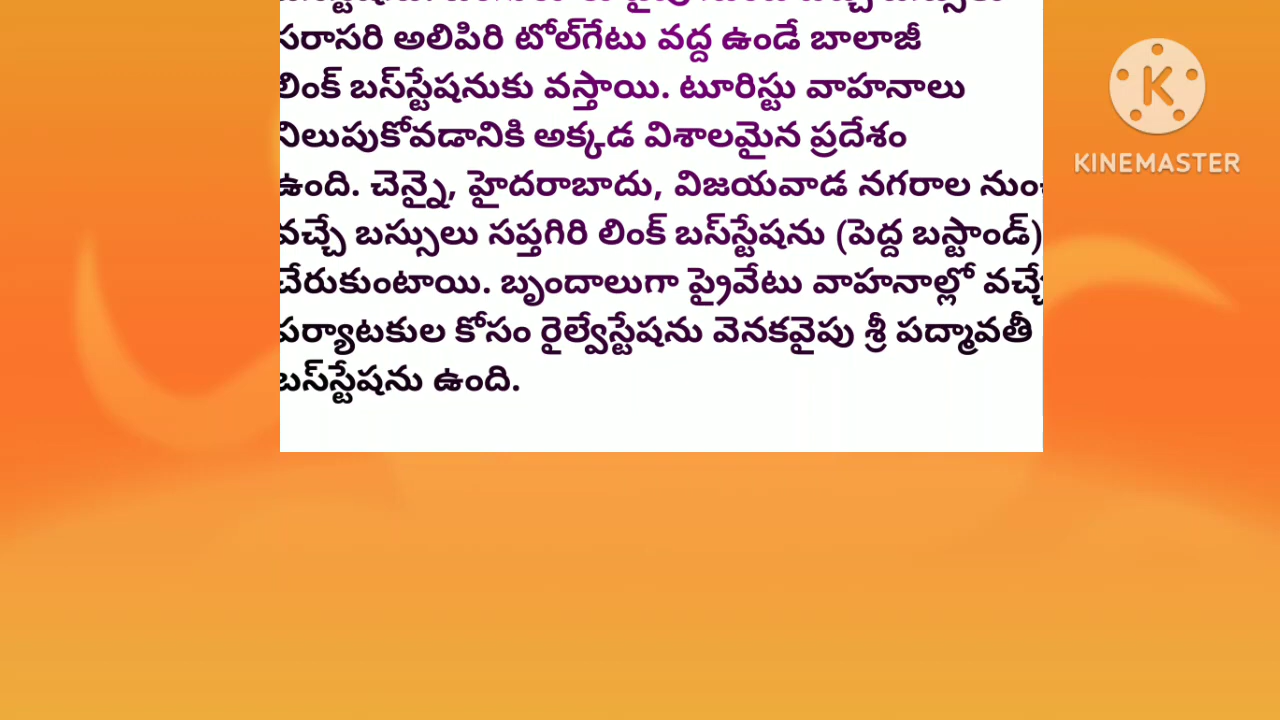 సరాసరి అలిపిరి టోల్‌గేటు వద్ద ఉండే బాలాజీ
లింక్ బస్‌స్టేషనుకు వస్తాయి. టూరిస్టు వాహనాలు
నిలుపుకోవడానికి అక్కడ విశాలమైన ప్రదేశం
ఉంది. చెన్నై, హైదరాబాదు, విజయవాడ నగరాల
వచ్చే బస్సులు సప్తగిరి లింక్ బస్‌స్టేషను (పెద్ద బస్టాండ్)
చేరుకుంటాయి. బృందాలుగా ప్రైవేటు వాహనాల్లో వచ్చే
పర్యాటకుల కోసం రైల్వేస్టేషను వెనకవైపు శ్రీ పద్మావతీ
బస్‌స్టేషను ఉంది.
K
KINEMASTER